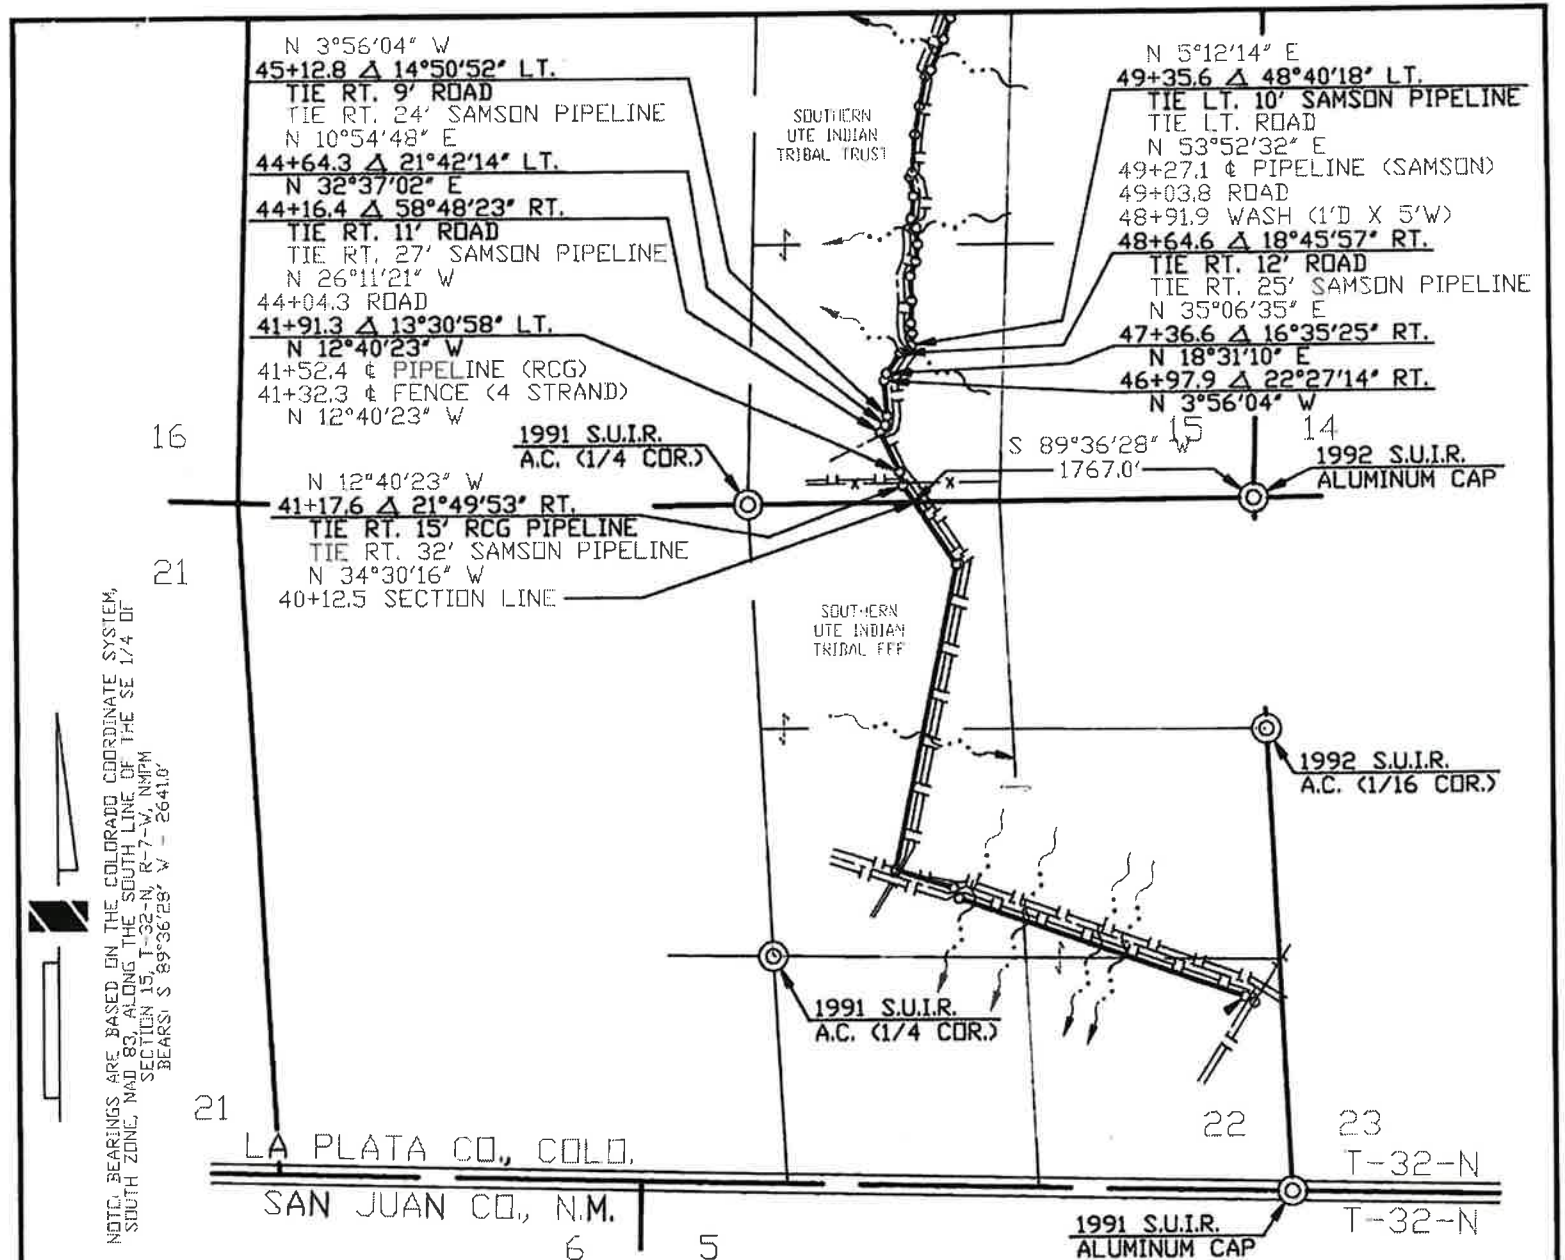 N 3°56'04" W
45+12.8 Δ 14°50'52" LT.
TIE RT. 9' ROAD
TIE RT. 24' SAMSON PIPELINE
N 10°54'48" E
44+64.3 Δ 21°42'14" LT.
N 32°37'02" E
44+16.4 Δ 58°48'23" RT.
TIE RT. 11' ROAD
TIE RT. 27' SAMSON PIPELINE
N 26°11'21" W
44+04.3 ROAD
41+91.3 Δ 13°30'58" LT.
N 12°40'23" W
41+52.4 ℄ PIPELINE (RCG)
41+32.3 ℄ FENCE (4 STRAND)
N 12°40'23" W
SOUTHERN
UTE INDIAN
TRIBAL TRUST
N 5°12'14" E
49+35.6 Δ 48°40'18" LT.
TIE LT. 10' SAMSON PIPELINE
TIE LT. ROAD
N 53°52'32" E
49+27.1 ℄ PIPELINE (SAMSON)
49+03.8 ROAD
48+91.9 WASH (1'D X 5'W)
48+64.6 Δ 18°45'57" RT.
TIE RT. 12' ROAD
TIE RT. 25' SAMSON PIPELINE
N 35°06'35" E
47+36.6 Δ 16°35'25" RT.
N 18°31'10" E
46+97.9 Δ 22°27'14" RT.
N 3°56'04" W
16
15
14
1991 S.U.I.R.
A.C. (1/4 COR.)
S 89°36'28" W
1767.0'
1992 S.U.I.R.
ALUMINUM CAP
N 12°40'23" W
41+17.6 Δ 21°49'53" RT.
TIE RT. 15' RCG PIPELINE
TIE RT. 32' SAMSON PIPELINE
N 34°30'16" W
40+12.5 SECTION LINE
21
SOUTHERN
UTE INDIAN
TRIBAL FEE
1992 S.U.I.R.
A.C. (1/16 COR.)
NOTE: BEARINGS ARE BASED ON THE COLORADO COORDINATE SYSTEM,
SOUTH ZONE, NAD 83, ALONG THE SOUTH LINE OF THE SE 1/4 OF
SECTION 15, T-32-N, R-7-W, NMPM
BEARS: S 89°36'28" W - 2641.0'
1991 S.U.I.R.
A.C. (1/4 COR.)
21
22
23
LA PLATA CO., COLO.
T-32-N
SAN JUAN CO., N.M.
T-32-N
1991 S.U.I.R.
ALUMINUM CAP
6
5